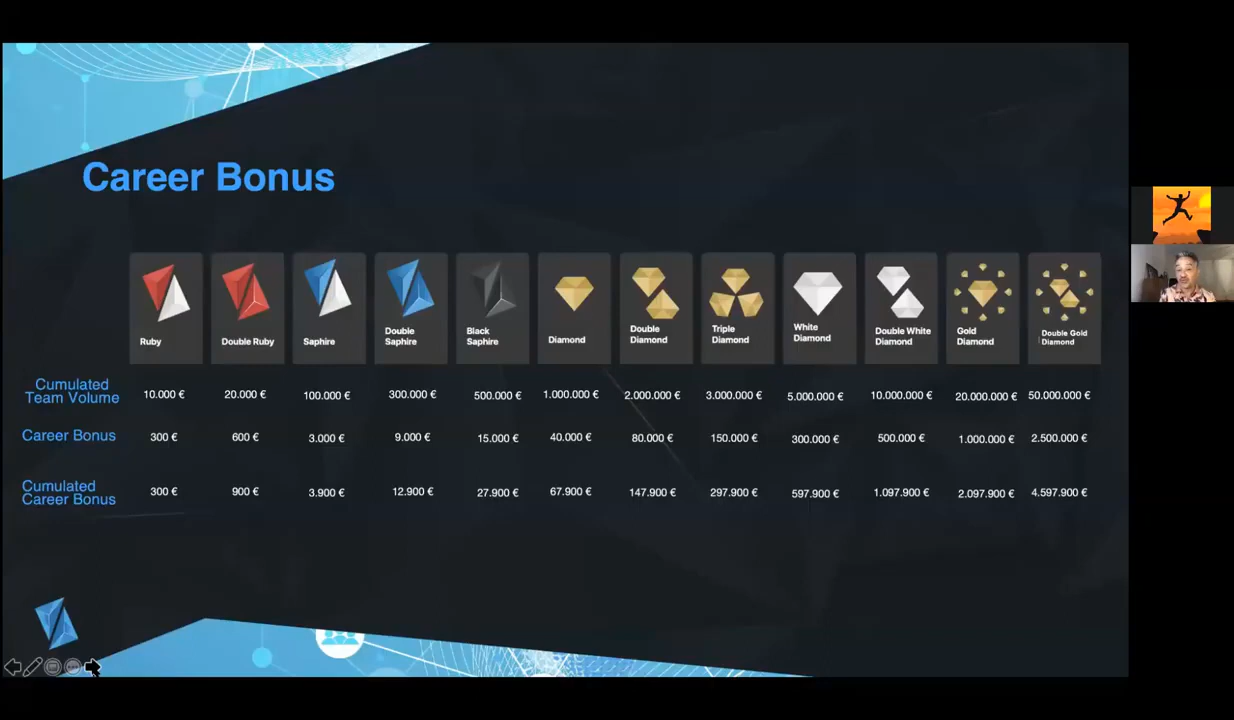 Career Bonus
Ruby
Double Ruby
Saphire
Double
Saphire
Black
Saphire
Diamond
Double
Diamond
Triple
Diamond
White
Diamond
Double White
Diamond
Gold
Diamond
Double Gold
Diamond
Cumulated
Team Volume
10.000 € 20.000 € 100.000 € 300.000 € 500.000 € 1.000.000 € 2.000.000 € 3.000.000 € 5.000.000 € 10.000.000 € 20.000.000 € 50.000.000 €
Career Bonus 300 € 600 € 3.000 € 9.000 € 15.000 € 40.000 € 80.000 € 150.000 € 300.000 € 500.000 € 1.000.000 € 2.500.000 €
Cumulated
Career Bonus
300 € 900 € 3.900 € 12.900 € 27.900 € 67.900 € 147.900 € 297.900 € 597.900 € 1.097.900 € 2.097.900 € 4.597.900 €